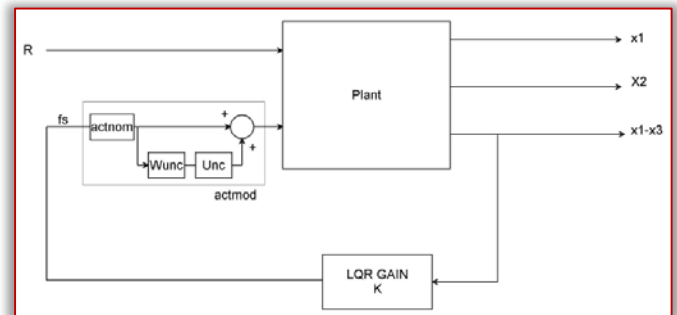 x1
R
Plant
X2
fs
actnom
+
x1-x3
+
Wunc
Unc
actmod
LQR GAIN
K